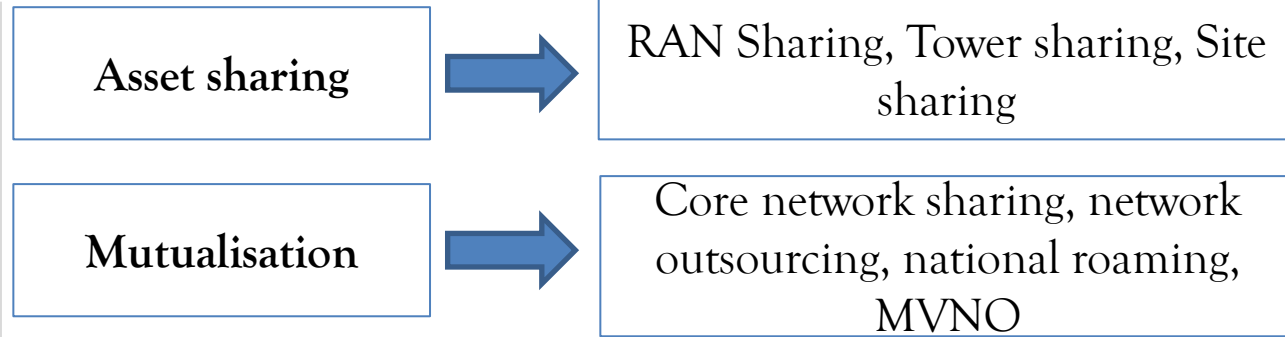 Asset sharing
RAN Sharing, Tower sharing, Site
sharing
Mutualisation
Core network sharing, network
outsourcing, national roaming,
MVNO